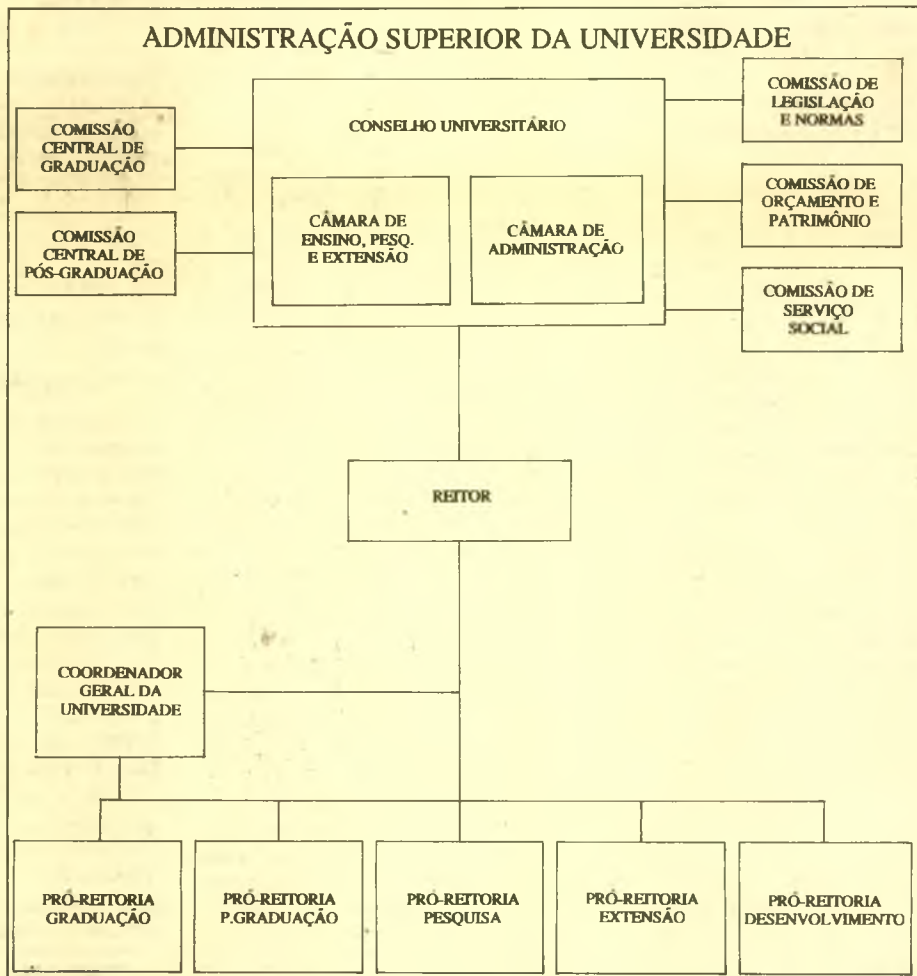 ADMINISTRAÇÃO SUPERIOR DA UNIVERSIDADE
COMISSÃO
CENTRAL DE
GRADUAÇÃO
COMISSÃO
CENTRAL DE
PÓS-GRADUAÇÃO
CONSELHO UNIVERSITÁRIO
CÂMARA DE
ENSINO, PESQ.
E EXTENSÃO
CÂMARA DE
ADMINISTRAÇÃO
COMISSÃO DE
LEGISLAÇÃO
E NORMAS
COMISSÃO DE
ORÇAMENTO E
PATRIMÔNIO
COMISSÃO DE
SERVIÇO
SOCIAL
REITOR
COORDENADOR
GERAL DA
UNIVERSIDADE
PRÓ-REITORIA
GRADUAÇÃO
PRÓ-REITORIA
P.GRADUAÇÃO
PRÓ-REITORIA
PESQUISA
PRÓ-REITORIA
EXTENSÃO
PRÓ-REITORIA
DESENVOLVIMENTO